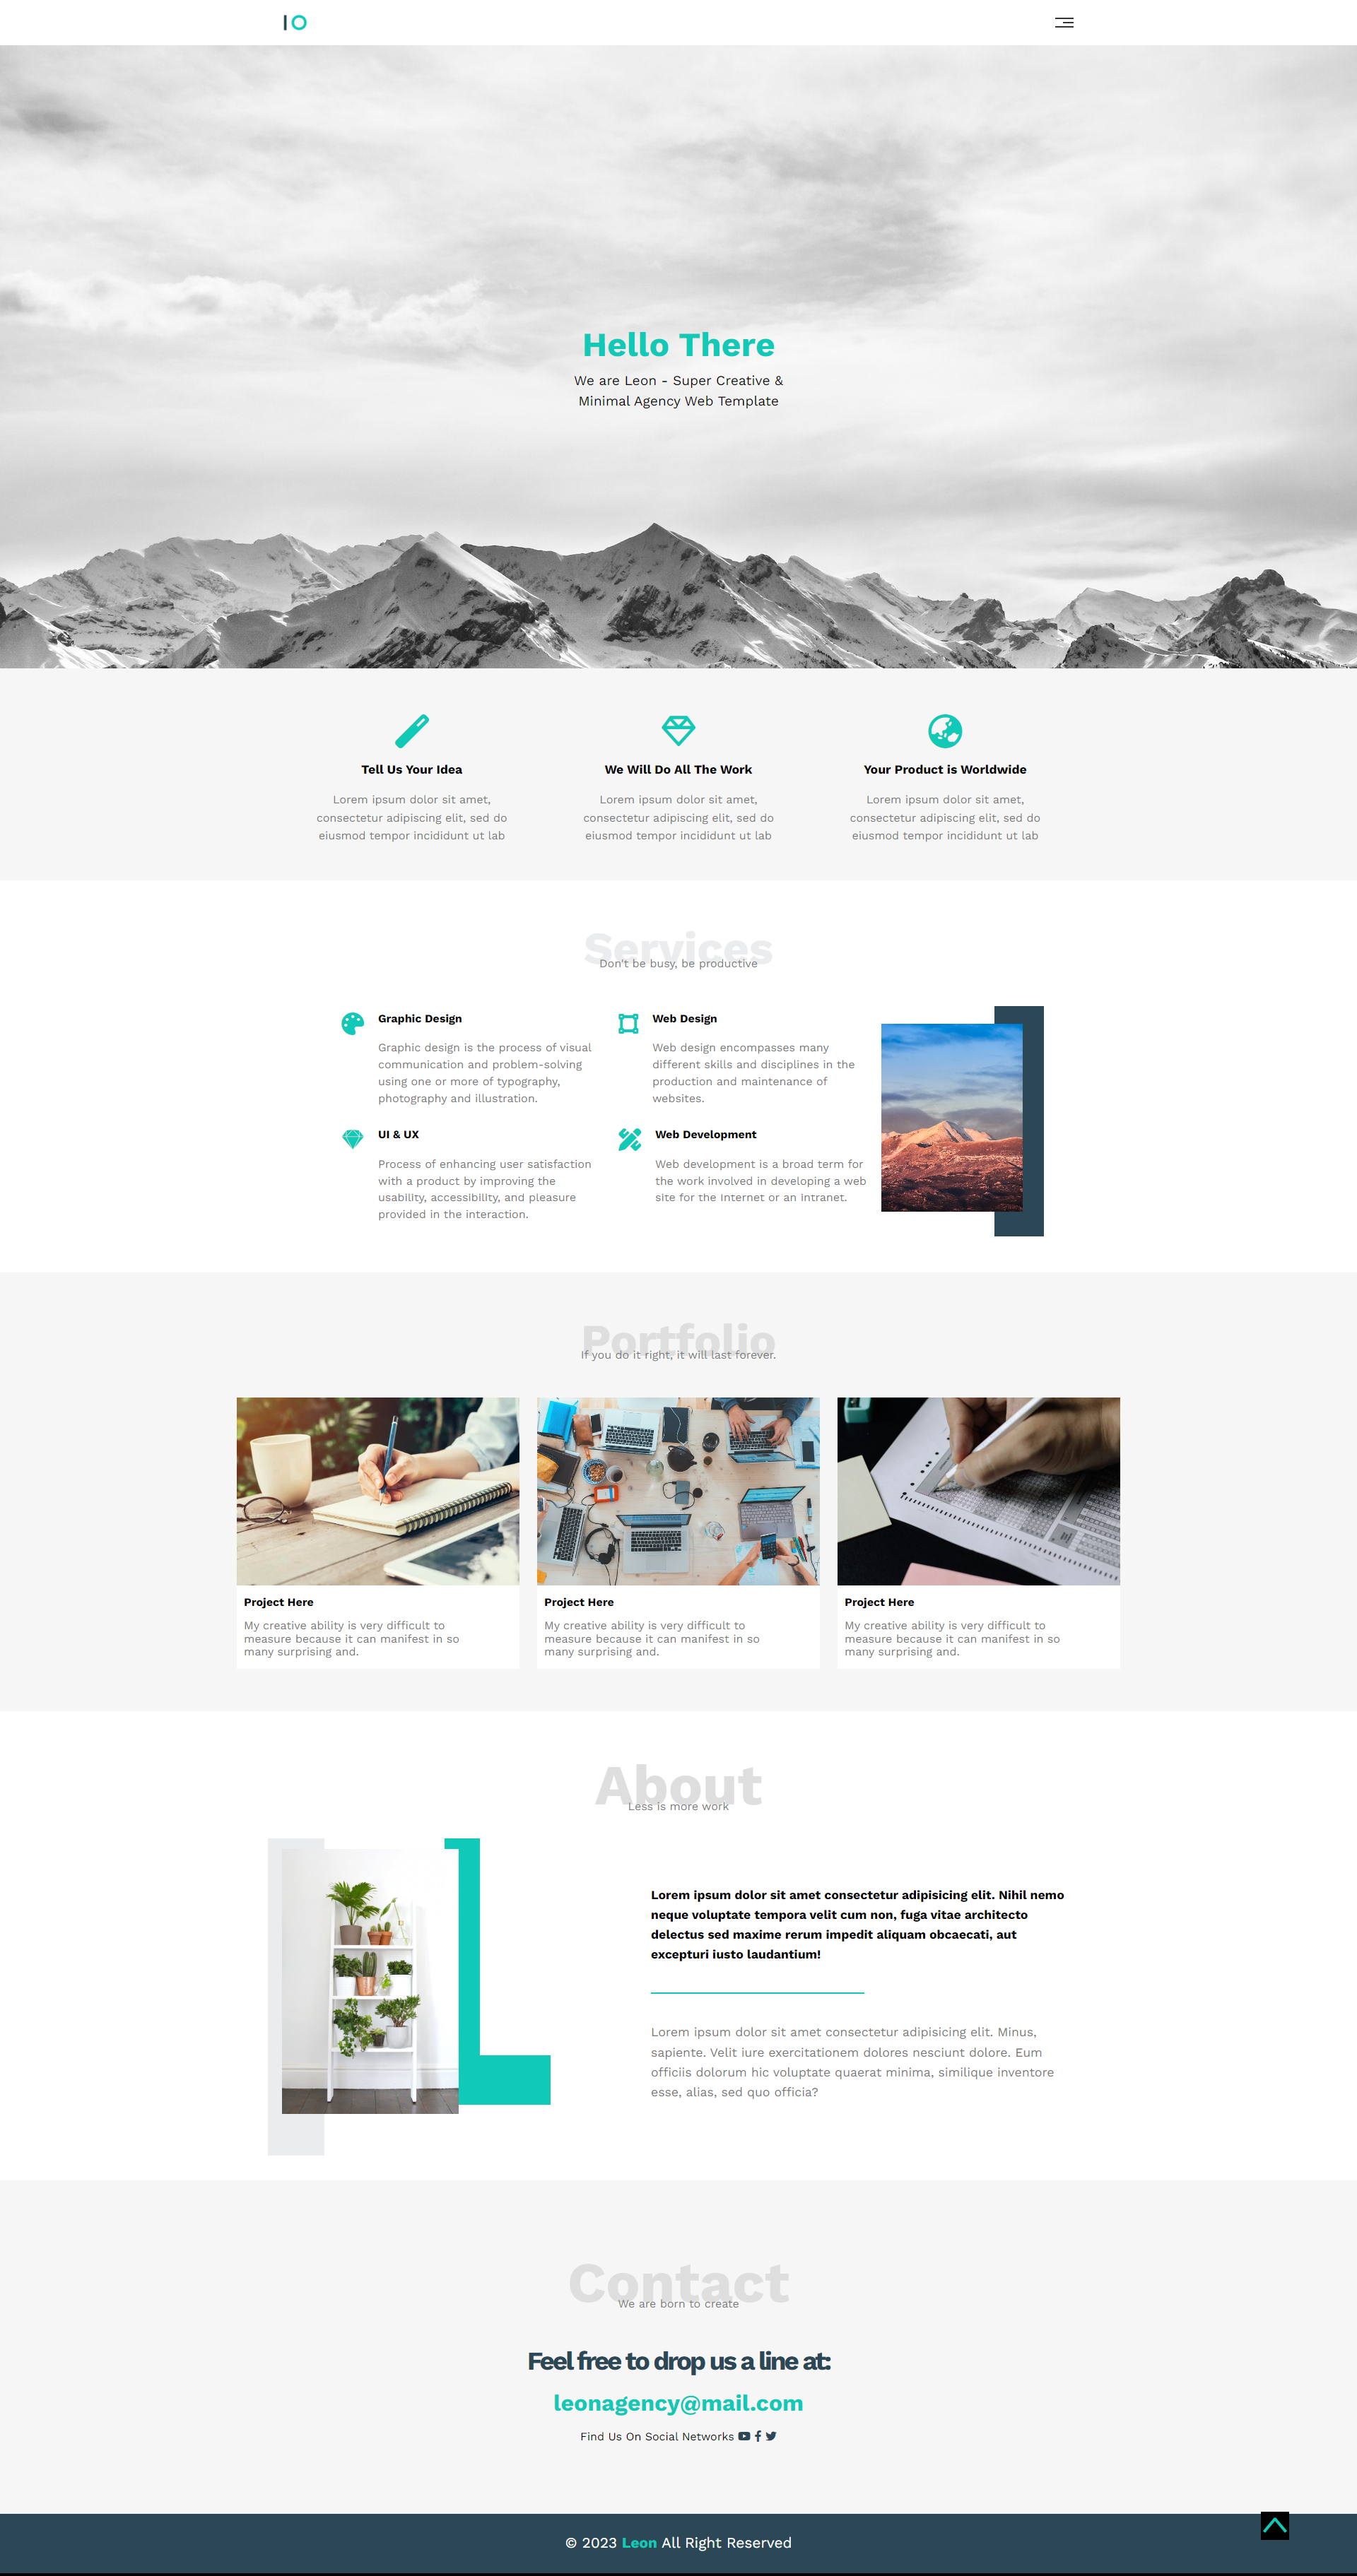 IO
Hello There
We are Leon - Super Creative &
Minimal Agency Web Template
Tell Us Your Idea
Lorem ipsum dolor sit amet,
consectetur adipiscing elit, sed do
eiusmod tempor incididunt ut lab
We Will Do All The Work
Lorem ipsum dolor sit amet,
consectetur adipiscing elit, sed do
eiusmod tempor incididunt ut lab
Your Product is Worldwide
Lorem ipsum dolor sit amet,
consectetur adipiscing elit, sed do
eiusmod tempor incididunt ut lab
Services
Don't be busy, be productive
Graphic Design
Graphic design is the process of visual
communication and problem-solving
using one or more of typography,
photography and illustration.
Web Design
Web design encompasses many
different skills and disciplines in the
production and maintenance of
websites.
UI & UX
Process of enhancing user satisfaction
with a product by improving the
usability, accessibility, and pleasure
provided in the interaction.
Web Development
Web development is a broad term for
the work involved in developing a web
site for the Internet or an Intranet.
Portfolio
If you do it right, it will last forever.
Project Here
My creative ability is very difficult to
measure because it can manifest in so
many surprising and.
Project Here
My creative ability is very difficult to
measure because it can manifest in so
many surprising and.
Project Here
My creative ability is very difficult to
measure because it can manifest in so
many surprising and.
About
Less is more work
Lorem ipsum dolor sit amet consectetur adipisicing elit. Nihil nemo
neque voluptate tempora velit cum non, fuga vitae architecto
delectus sed maxime rerum impedit aliquam obcaecati, aut
excepturi iusto laudantium!
Lorem ipsum dolor sit amet consectetur adipisicing elit. Minus,
sapiente. Velit iure exercitationem dolores nesciunt dolore. Eum
officiis dolorum hic voluptate quaerat minima, similique inventore
esse, alias, sed quo officia?
Contact
We are born to create
Feel free to drop us a line at:
leonagency@mail.com
Find Us On Social Networks
© 2023 Leon All Right Reserved